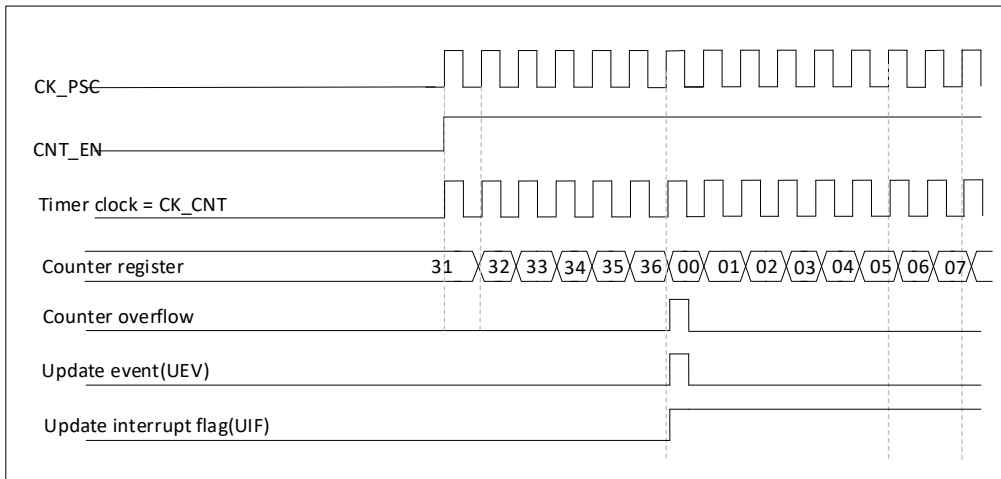 CK_PSC
CNT_EN
Timer clock = CK_CNT
Counter register 31 32 33 34 35 36 00 01 02 03 04 05 06 07
Counter overflow
Update event(UEV)
Update interrupt flag(UIF)